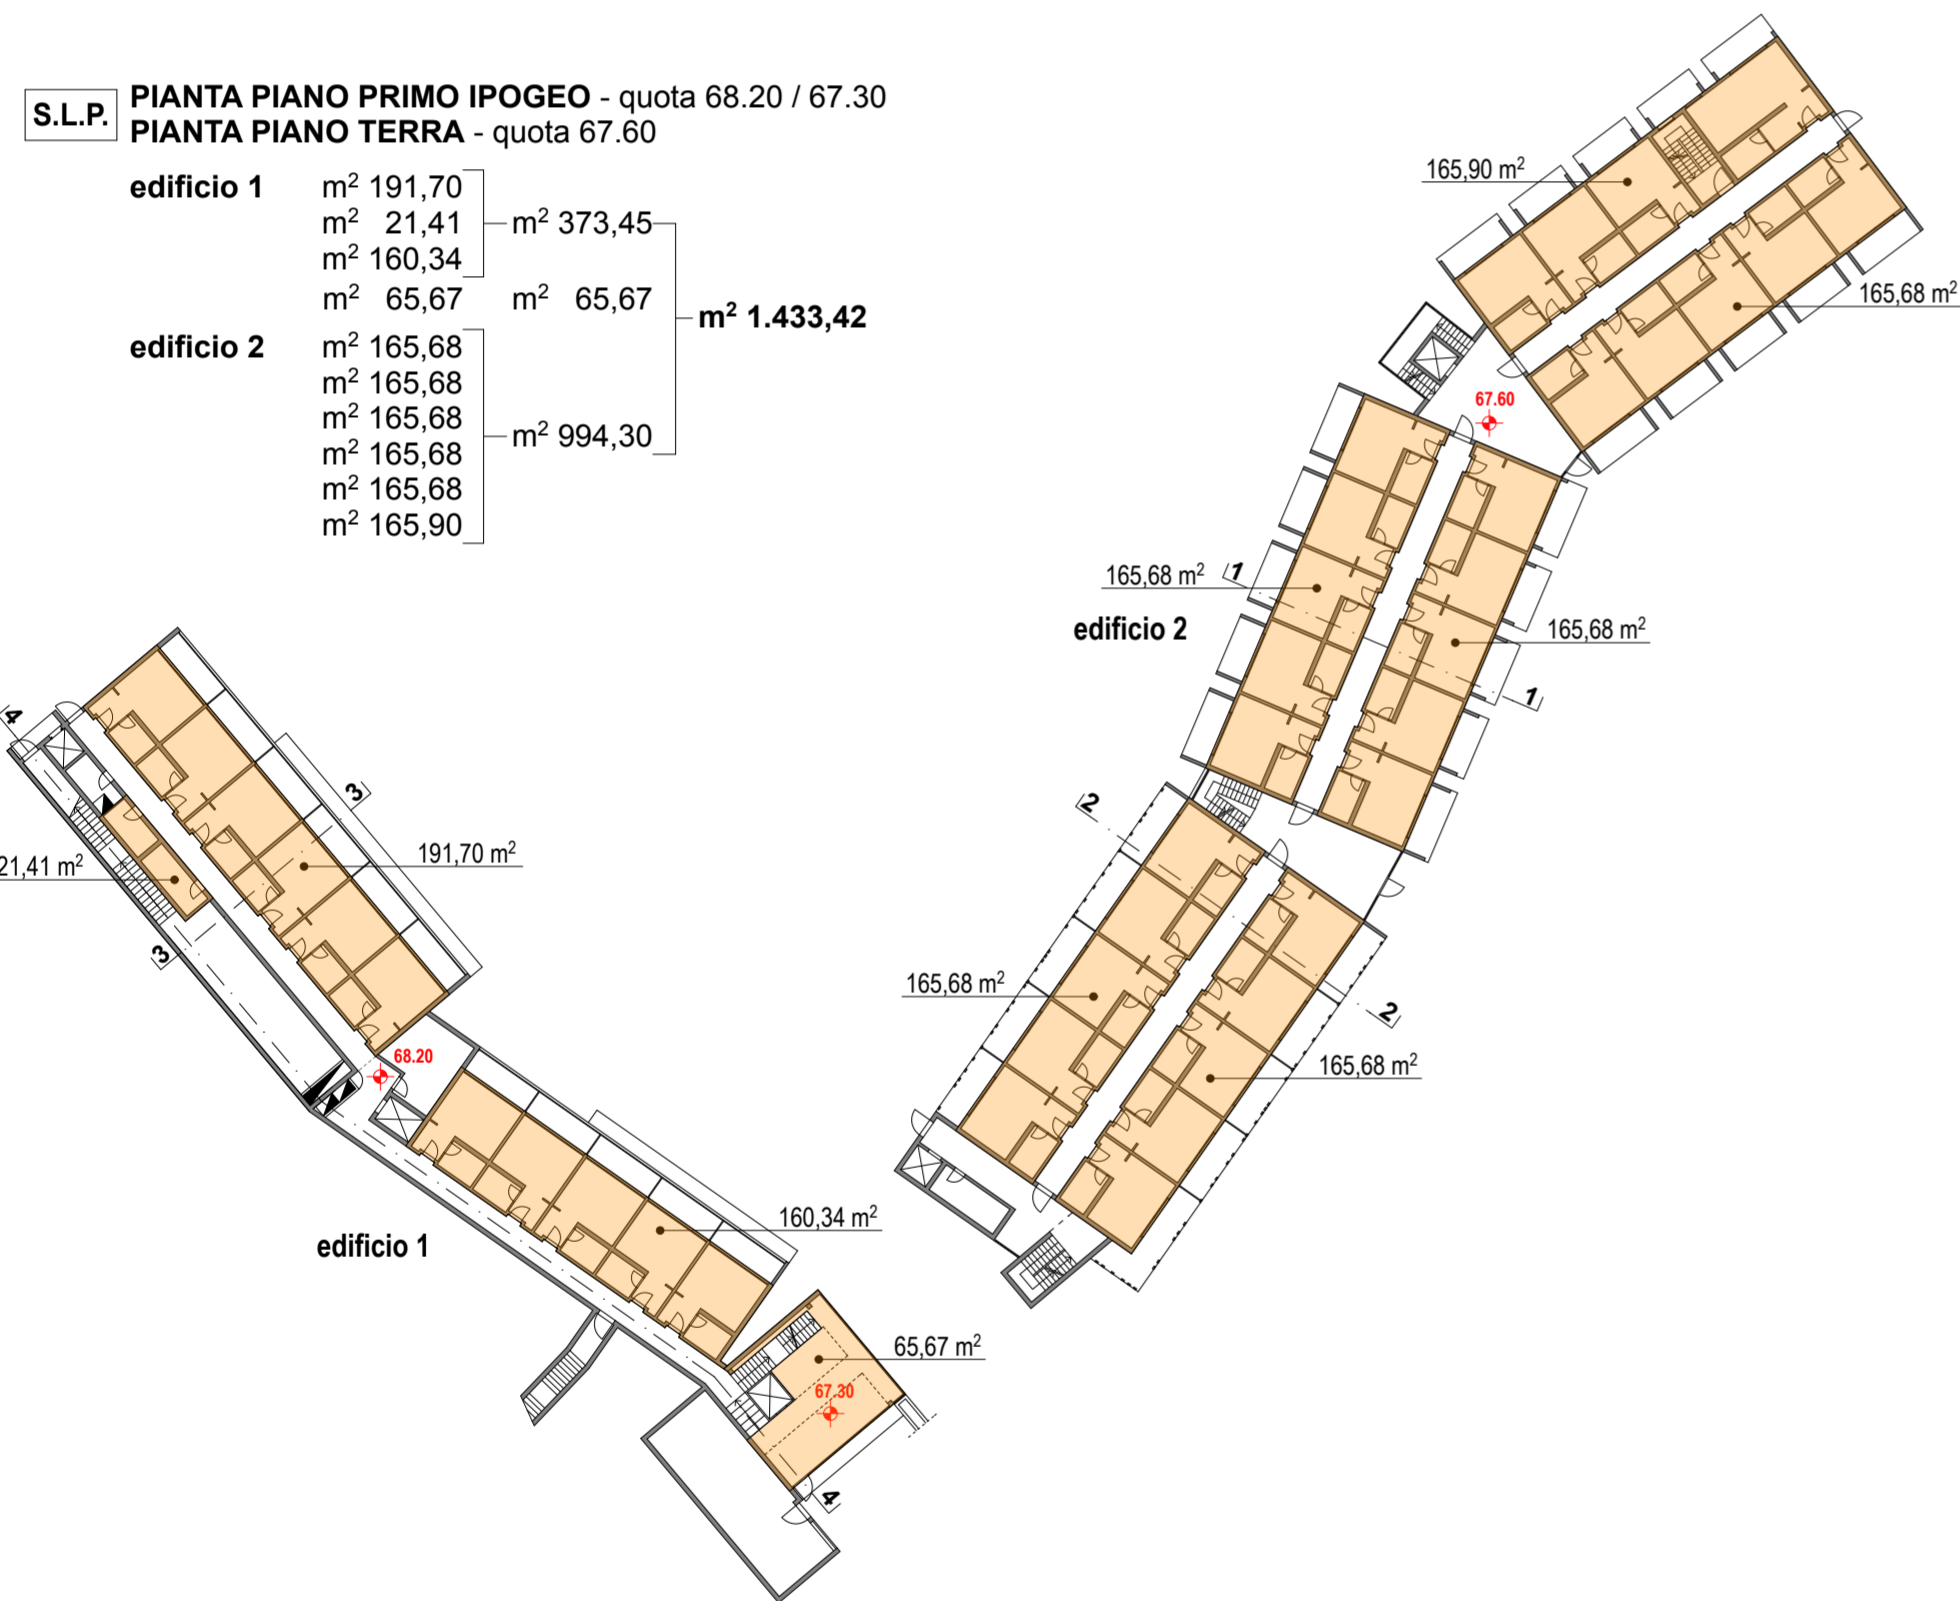 S.L.P.
PIANTA PIANO PRIMO IPOGEO - quota 68.20 / 67.30
PIANTA PIANO TERRA - quota 67.60
edificio 1 m² 191,70
m² 21,41 m² 373,45
m² 160,34
m² 65,67 m² 65,67
m² 1.433,42
edificio 2 m² 165,68
m² 165,68
m² 165,68
m² 165,68 m² 994,30
m² 165,68
m² 165,90
165,90 m²
165,68 m²
67.60
165,68 m²
1
edificio 2
165,68 m²
1
4
3
2
191,70 m²
21,41 m²
3
165,68 m²
2
68.20
165,68 m²
160,34 m²
edificio 1
65,67 m²
67.30
4